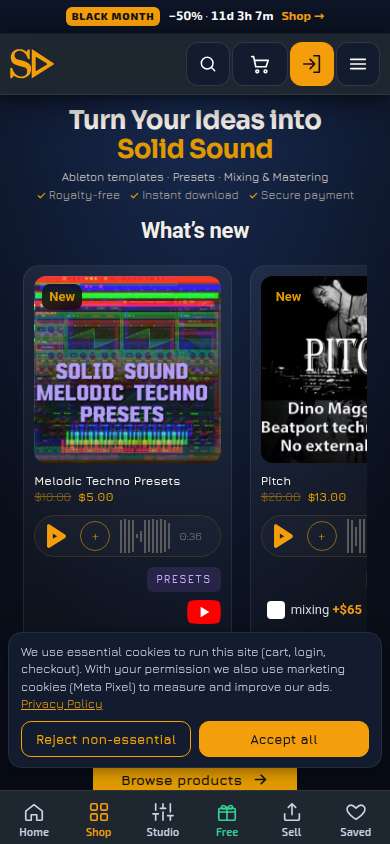 BLACK MONTH −50% · 11d 3h 7m Shop →
Turn Your Ideas into
Solid Sound
Ableton templates · Presets · Mixing & Mastering
✓ Royalty-free ✓ Instant download ✓ Secure payment
What's new
New
SOLID SOUND
MELODIC TECHNO
PRESETS
Melodic Techno Presets
$10.00 $5.00
+ 0:36
PRESETS
New
PITC
Dino Magg
Beatport techn
No external
Pitch
$26.00 $13.00
+
mixing +$65
We use essential cookies to run this site (cart, login,
checkout). With your permission we also use marketing
cookies (Meta Pixel) to measure and improve our ads.
Privacy Policy
Reject non-essential Accept all
Browse products →
Home Shop Studio Free Sell Saved